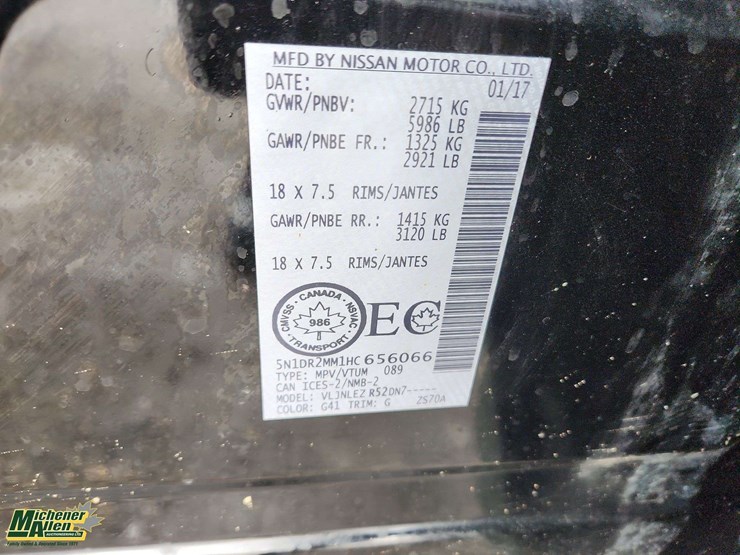 MFD BY NISSAN MOTOR CO., LTD.
DATE: 01/17
GVWR/PNBV: 2715 KG
5986 LB
GAWR/PNBE FR.: 1325 KG
2921 LB
18 X 7.5 RIMS/JANTES
GAWR/PNBE RR.: 1415 KG
3120 LB
18 X 7.5 RIMS/JANTES
CMVSS · CANADA · NSVAC
986
TRANSPORT
EC
5N1DR2MM1HC656066
TYPE: MPV/VTUM 089
CAN ICES-2/NMB-2
MODEL: VLJNLEZ R52DN7-----
COLOR: G41 TRIM: G ZS70A
Michener
Allen
AUCTIONEERING LTD.